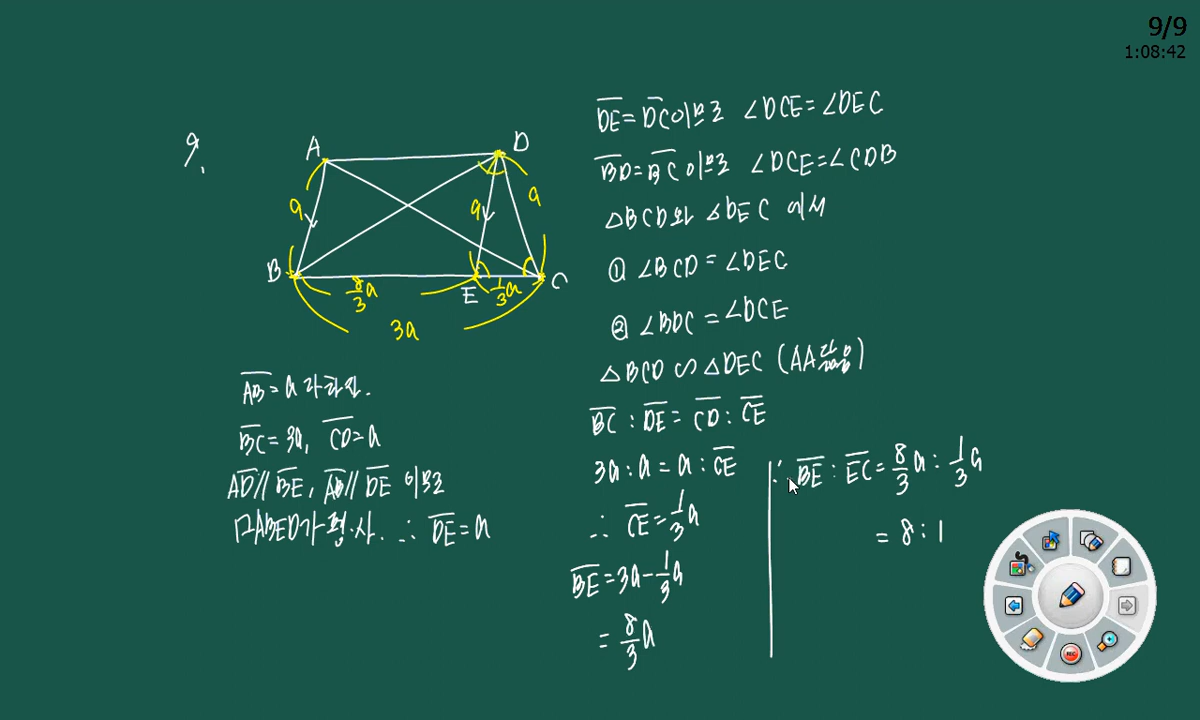 9/9
1:08:42
9.
A
D
a
a
a
B
8/3 a
E
1/3 a
C
3a
AB = a 라 하면.
BC = 3a, CD = a
AD // BE, AB // DE 이므로
□ABED가 평·사. ∴ DE = a
DE = DC 이므로 ∠DCE = ∠DEC
BD = BC 이므로 ∠DCE = ∠CDB
△BCD와 △DEC 에서
① ∠BCD = ∠DEC
② ∠BDC = ∠DCE
△BCD ∽ △DEC (AA닮음)
BC : DE = CD : CE
3a : a = a : CE
∴ CE = 1/3 a
BE = 3a - 1/3 a
= 8/3 a
∴ BE : EC = 8/3 a : 1/3 a
= 8 : 1
REC